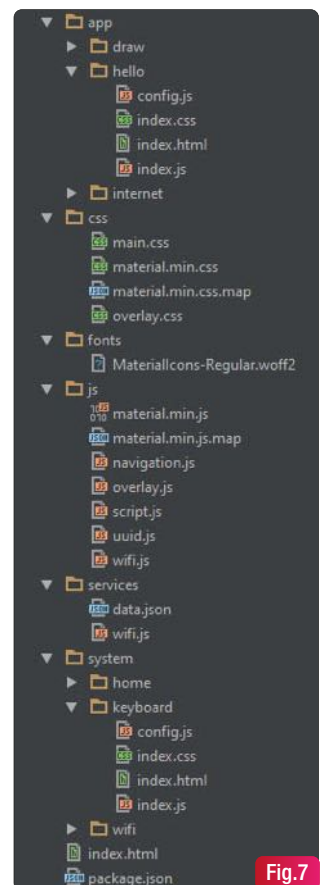 app
draw
hello
config.js
index.css
index.html
index.js
internet
css
main.css
material.min.css
material.min.css.map
overlay.css
fonts
MaterialIcons-Regular.woff2
js
material.min.js
material.min.js.map
navigation.js
overlay.js
script.js
uuid.js
wifi.js
services
data.json
wifi.js
system
home
keyboard
config.js
index.css
index.html
index.js
wifi
index.html
package.json
Fig.7